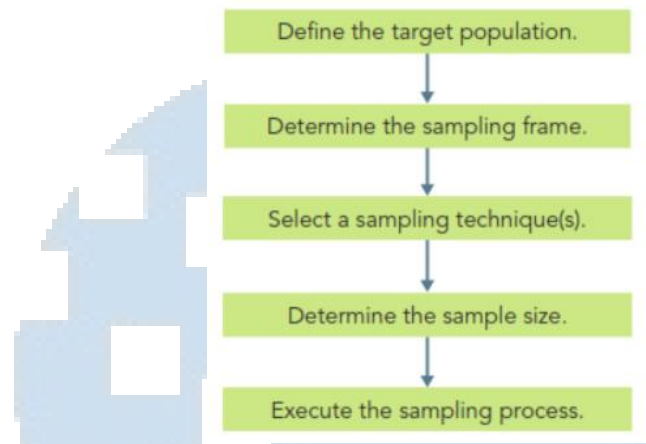 Define the target population.
Determine the sampling frame.
Select a sampling technique(s).
Determine the sample size.
Execute the sampling process.